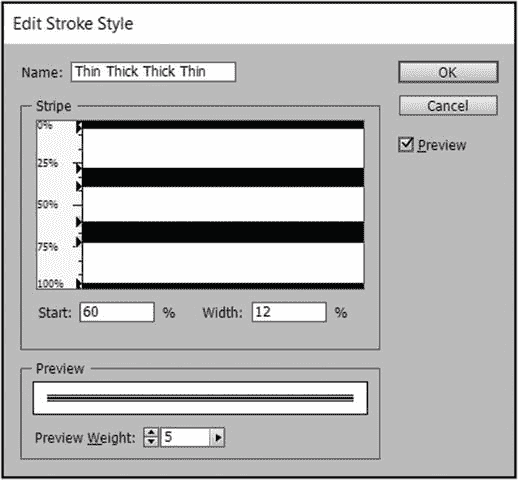 Edit Stroke Style
Name: Thin Thick Thick Thin
OK
Stripe
Cancel
0%
Preview
25%
50%
75%
100%
Start: 60 % Width: 12 %
Preview
Preview Weight: 5